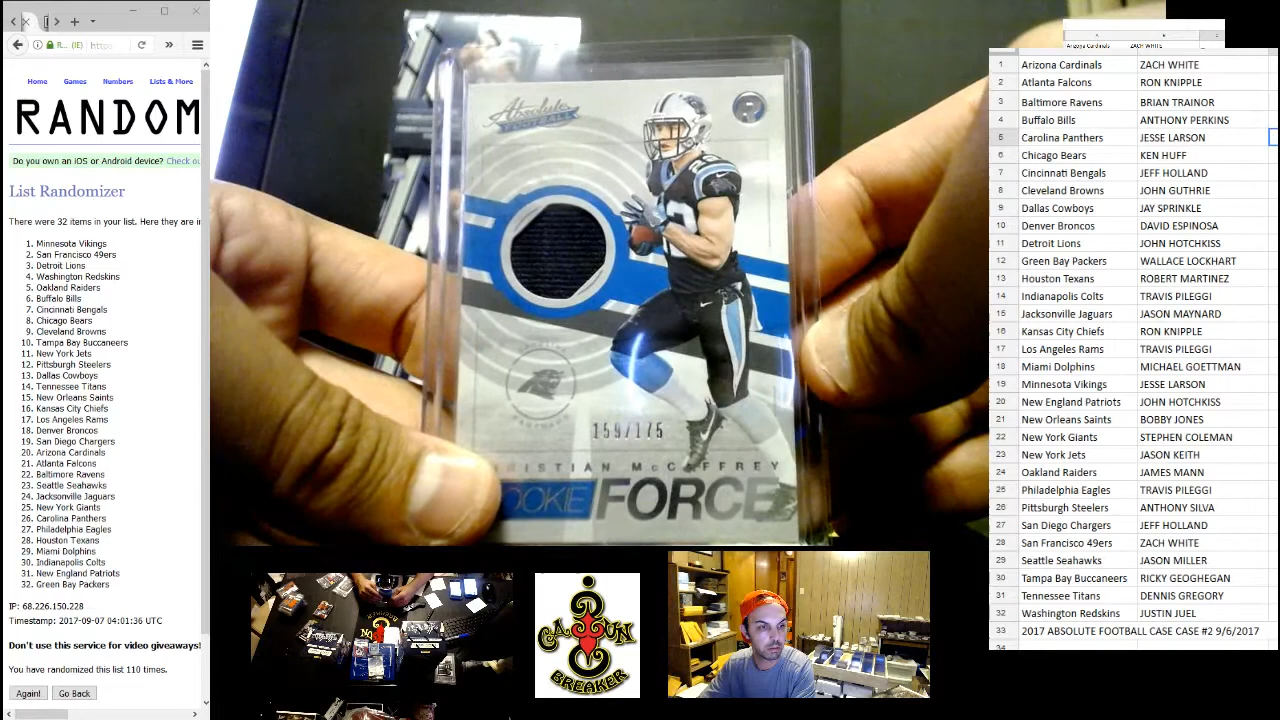 R... (IE)
https:
Home Games Numbers Lists & More
RANDOM
Do you own an iOS or Android device? Check ou
List Randomizer
There were 32 items in your list. Here they are i
1. Minnesota Vikings
2. San Francisco 49ers
3. Detroit Lions
4. Washington Redskins
5. Oakland Raiders
6. Buffalo Bills
7. Cincinnati Bengals
8. Chicago Bears
9. Cleveland Browns
10. Tampa Bay Buccaneers
11. New York Jets
12. Pittsburgh Steelers
13. Dallas Cowboys
14. Tennessee Titans
15. New Orleans Saints
16. Kansas City Chiefs
17. Los Angeles Rams
18. Denver Broncos
19. San Diego Chargers
20. Arizona Cardinals
21. Atlanta Falcons
22. Baltimore Ravens
23. Seattle Seahawks
24. Jacksonville Jaguars
25. New York Giants
26. Carolina Panthers
27. Philadelphia Eagles
28. Houston Texans
29. Miami Dolphins
30. Indianapolis Colts
31. New England Patriots
32. Green Bay Packers
IP: 68.226.150.228
Timestamp: 2017-09-07 04:01:36 UTC
Don't use this service for video giveaways!
You have randomized this list 110 times.
Again! Go Back
Absolute
FOOTBALL
159/175
RISTIAN McCAFFREY
OOKIE FORCE
CAJUN
BREAKER
Arizona Cardinals ZACH WHITE
1 Arizona Cardinals ZACH WHITE
2 Atlanta Falcons RON KNIPPLE
3 Baltimore Ravens BRIAN TRAINOR
4 Buffalo Bills ANTHONY PERKINS
5 Carolina Panthers JESSE LARSON
6 Chicago Bears KEN HUFF
7 Cincinnati Bengals JEFF HOLLAND
8 Cleveland Browns JOHN GUTHRIE
9 Dallas Cowboys JAY SPRINKLE
10 Denver Broncos DAVID ESPINOSA
11 Detroit Lions JOHN HOTCHKISS
12 Green Bay Packers WALLACE LOCKHART
13 Houston Texans ROBERT MARTINEZ
14 Indianapolis Colts TRAVIS PILEGGI
15 Jacksonville Jaguars JASON MAYNARD
16 Kansas City Chiefs RON KNIPPLE
17 Los Angeles Rams TRAVIS PILEGGI
18 Miami Dolphins MICHAEL GOETTMAN
19 Minnesota Vikings JESSE LARSON
20 New England Patriots JOHN HOTCHKISS
21 New Orleans Saints BOBBY JONES
22 New York Giants STEPHEN COLEMAN
23 New York Jets JASON KEITH
24 Oakland Raiders JAMES MANN
25 Philadelphia Eagles TRAVIS PILEGGI
26 Pittsburgh Steelers ANTHONY SILVA
27 San Diego Chargers JEFF HOLLAND
28 San Francisco 49ers ZACH WHITE
29 Seattle Seahawks JASON MILLER
30 Tampa Bay Buccaneers RICKY GEOGHEGAN
31 Tennessee Titans DENNIS GREGORY
32 Washington Redskins JUSTIN JUEL
33 2017 ABSOLUTE FOOTBALL CASE CASE #2 9/6/2017
34